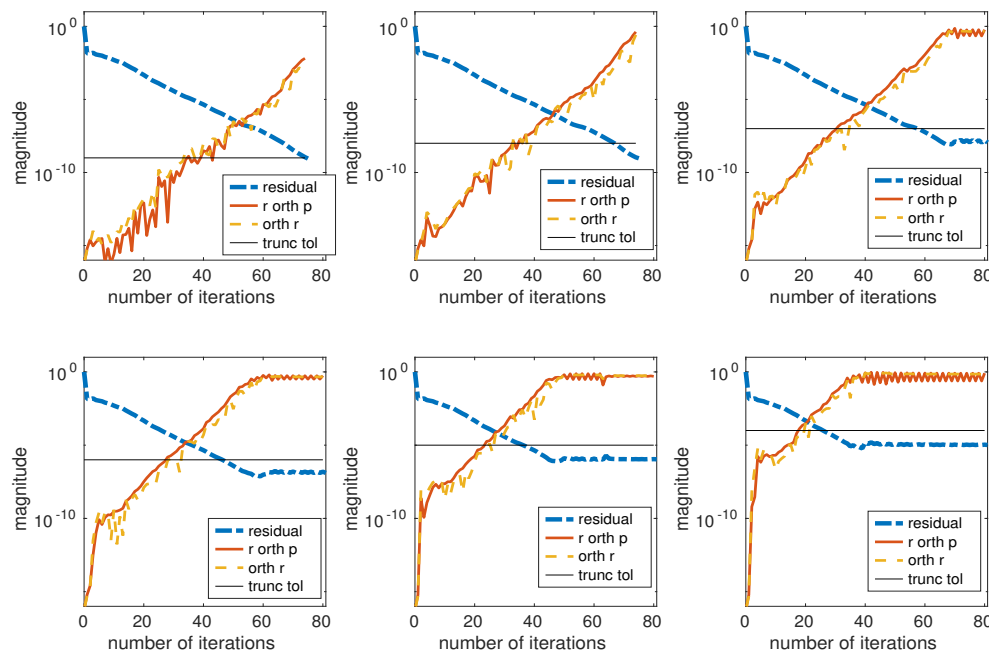 10^0
10^-10
magnitude
0 20 40 60 80
number of iterations
residual
r orth p
orth r
trunc tol
10^0
10^-10
magnitude
0 20 40 60 80
number of iterations
residual
r orth p
orth r
trunc tol
10^0
10^-10
magnitude
0 20 40 60 80
number of iterations
residual
r orth p
orth r
trunc tol
10^0
10^-10
magnitude
0 20 40 60 80
number of iterations
residual
r orth p
orth r
trunc tol
10^0
10^-10
magnitude
0 20 40 60 80
number of iterations
residual
r orth p
orth r
trunc tol
10^0
10^-10
magnitude
0 20 40 60 80
number of iterations
residual
r orth p
orth r
trunc tol